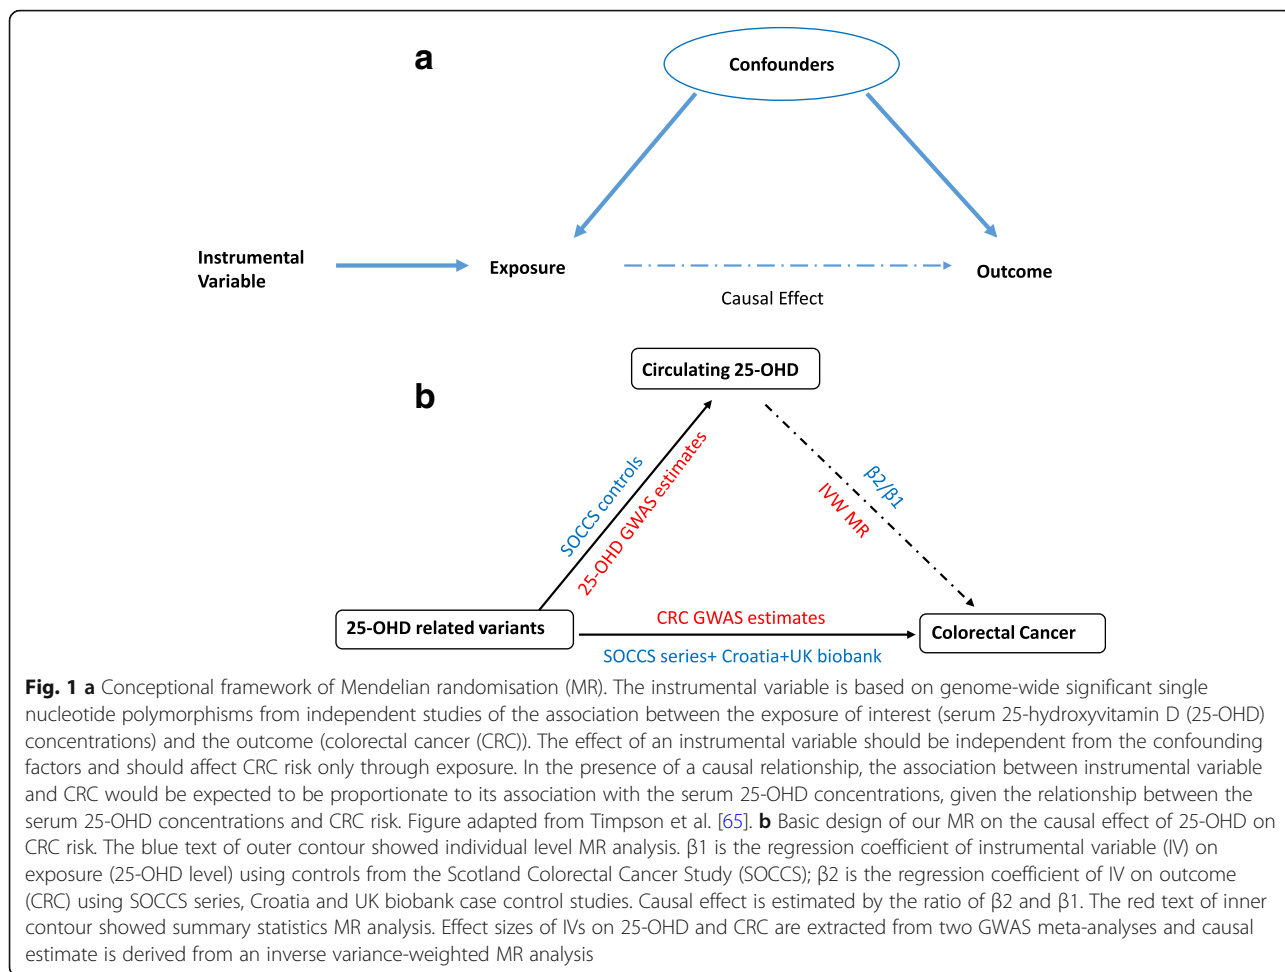 a
Confounders
Instrumental
Variable
Exposure
Outcome
Causal Effect
Circulating 25-OHD
b
SOCCS controls
25-OHD GWAS estimates
β2/β1
IVW MR
25-OHD related variants
CRC GWAS estimates
SOCCS series+ Croatia+UK biobank
Colorectal Cancer
Fig. 1 a Conceptional framework of Mendelian randomisation (MR). The instrumental variable is based on genome-wide significant single
nucleotide polymorphisms from independent studies of the association between the exposure of interest (serum 25-hydroxyvitamin D (25-OHD)
concentrations) and the outcome (colorectal cancer (CRC)). The effect of an instrumental variable should be independent from the confounding
factors and should affect CRC risk only through exposure. In the presence of a causal relationship, the association between instrumental variable
and CRC would be expected to be proportionate to its association with the serum 25-OHD concentrations, given the relationship between the
serum 25-OHD concentrations and CRC risk. Figure adapted from Timpson et al. [65]. b Basic design of our MR on the causal effect of 25-OHD on
CRC risk. The blue text of outer contour showed individual level MR analysis. β1 is the regression coefficient of instrumental variable (IV) on
exposure (25-OHD level) using controls from the Scotland Colorectal Cancer Study (SOCCS); β2 is the regression coefficient of IV on outcome
(CRC) using SOCCS series, Croatia and UK biobank case control studies. Causal effect is estimated by the ratio of β2 and β1. The red text of inner
contour showed summary statistics MR analysis. Effect sizes of IVs on 25-OHD and CRC are extracted from two GWAS meta-analyses and causal
estimate is derived from an inverse variance-weighted MR analysis